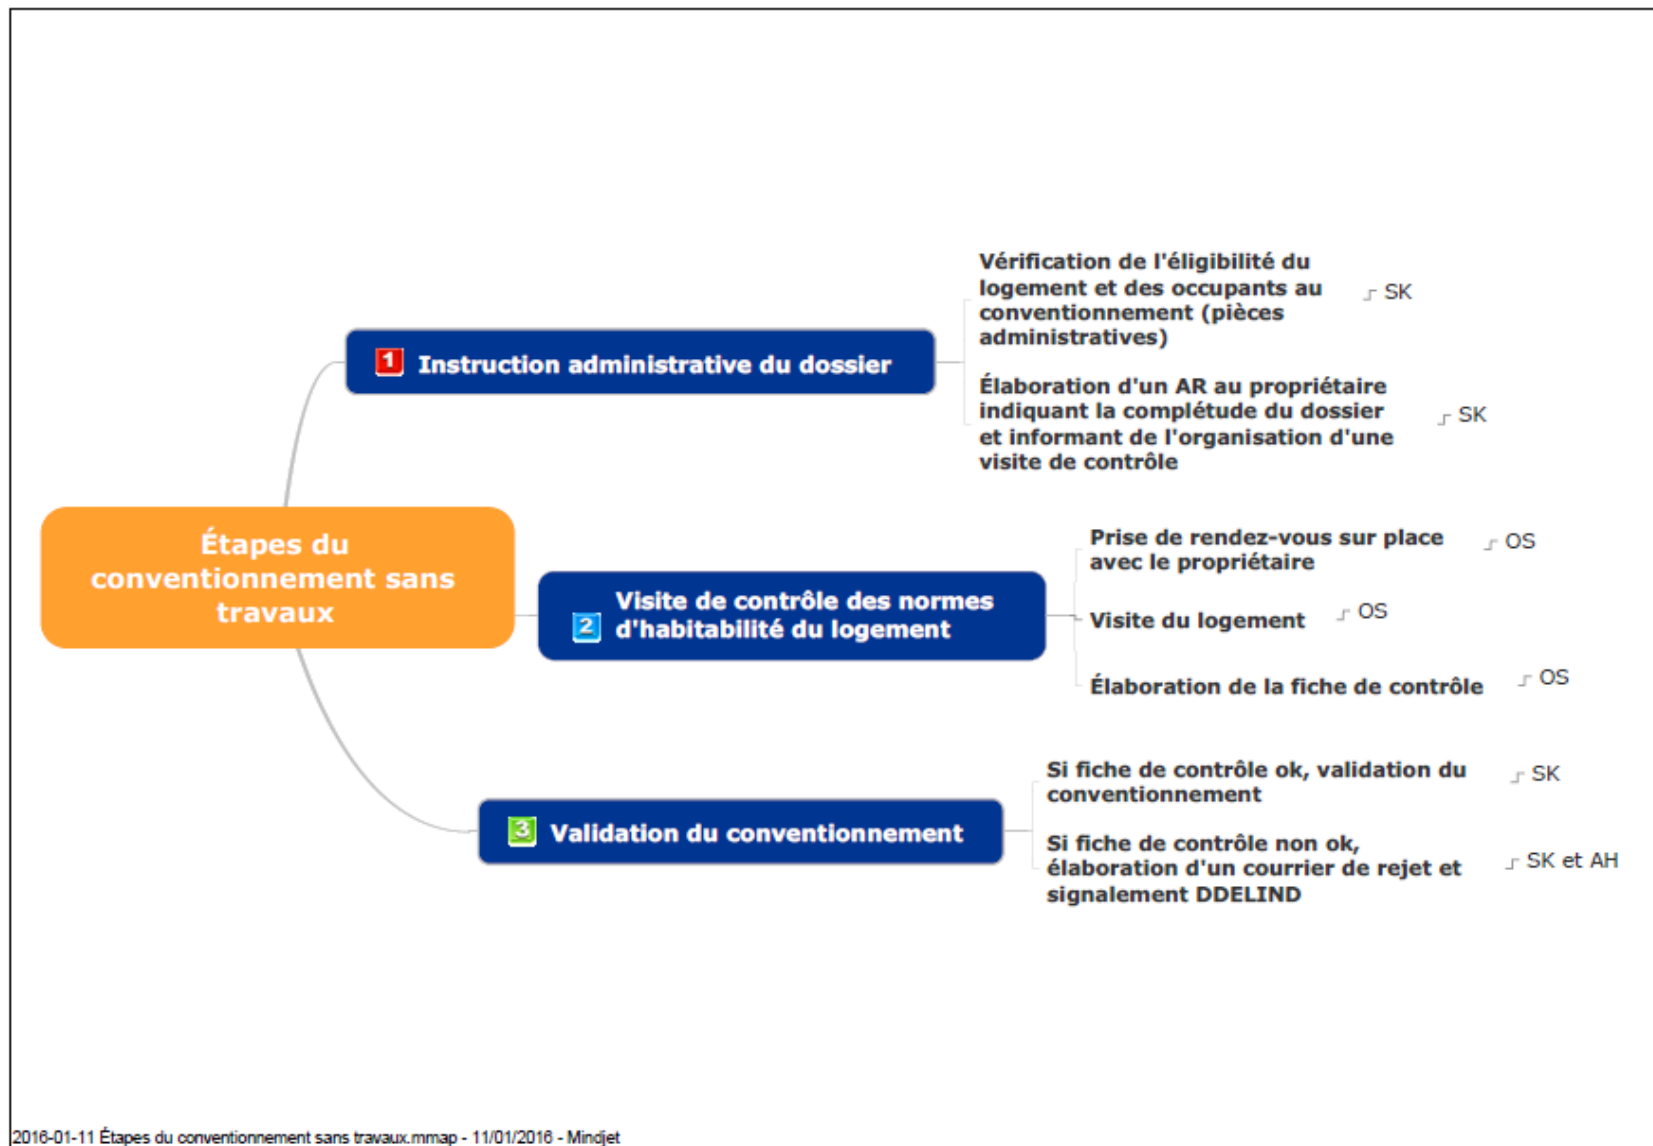 Étapes du
conventionnement sans
travaux
1 Instruction administrative du dossier
Vérification de l'éligibilité du
logement et des occupants au
conventionnement (pièces
administratives)
SK
Élaboration d'un AR au propriétaire
indiquant la complétude du dossier
et informant de l'organisation d'une
visite de contrôle
SK
2 Visite de contrôle des normes
d'habitabilité du logement
Prise de rendez-vous sur place
avec le propriétaire
OS
Visite du logement
OS
Élaboration de la fiche de contrôle
OS
3 Validation du conventionnement
Si fiche de contrôle ok, validation du
conventionnement
SK
Si fiche de contrôle non ok,
élaboration d'un courrier de rejet et
signalement DDELIND
SK et AH
2016-01-11 Étapes du conventionnement sans travaux.mmap - 11/01/2016 - Mindjet